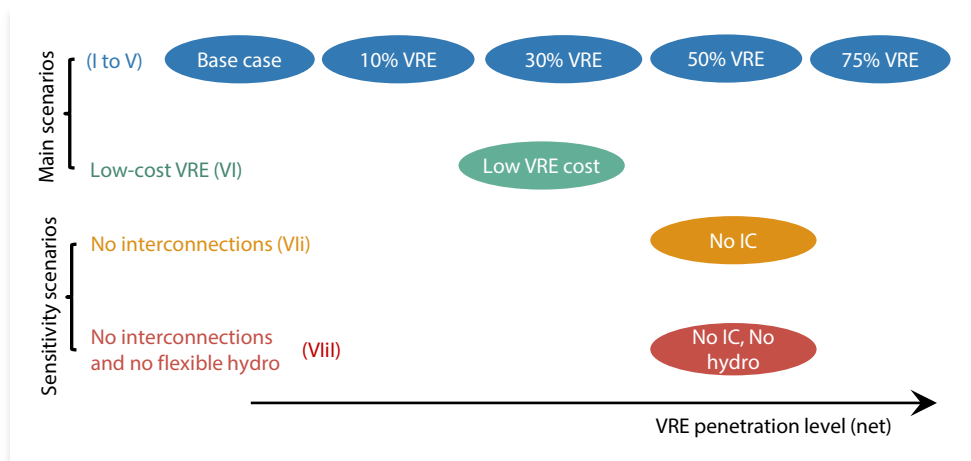 Main scenarios
(I to V)
Base case
10% VRE
30% VRE
50% VRE
75% VRE
Low-cost VRE (VI)
Low VRE cost
Sensitivity scenarios
No interconnections (VIi)
No IC
No interconnections
and no flexible hydro
(VIiI)
No IC, No
hydro
VRE penetration level (net)